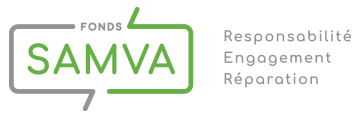 FONDS
SAMVA
Responsabilité
Engagement
Réparation